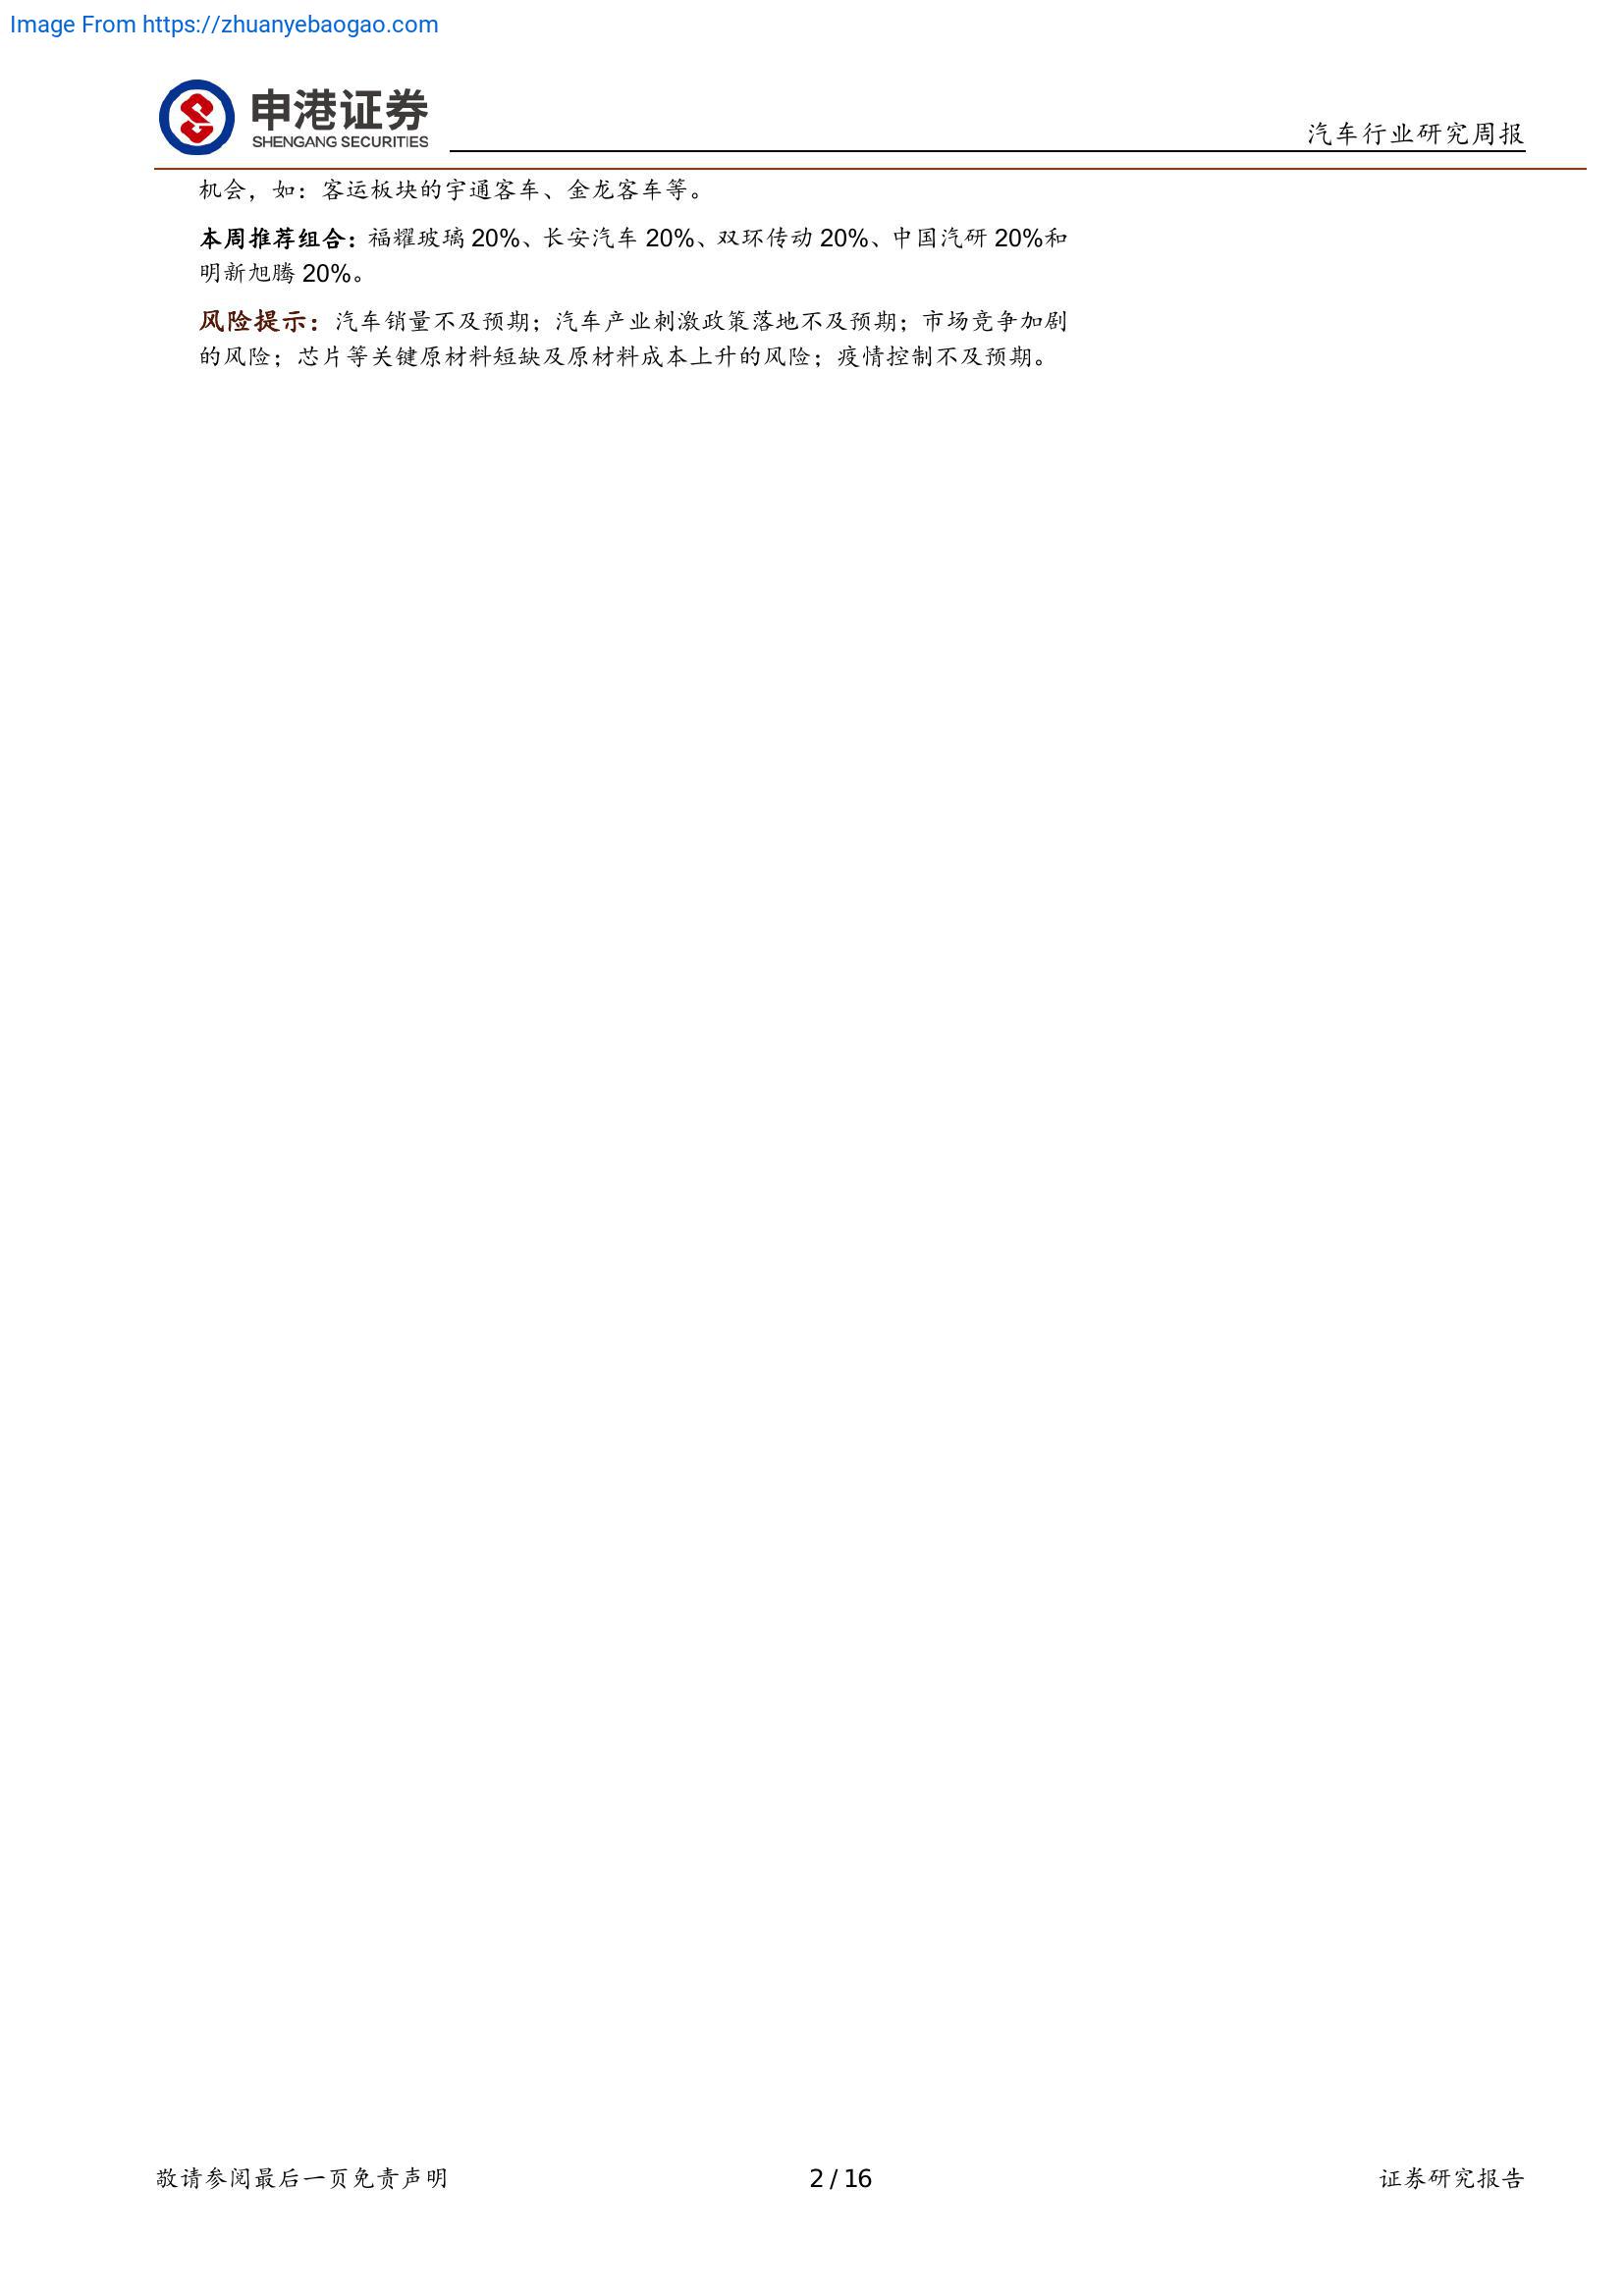 Image From https://zhuanyebaogao.com
申港证券
SHENGANG SECURITIES
汽车行业研究周报
机会，如：客运板块的宇通客车、金龙客车等。
本周推荐组合：福耀玻璃 20%、长安汽车 20%、双环传动 20%、中国汽研 20%和
明新旭腾 20%。
风险提示：汽车销量不及预期；汽车产业刺激政策落地不及预期；市场竞争加剧
的风险；芯片等关键原材料短缺及原材料成本上升的风险；疫情控制不及预期。
敬请参阅最后一页免责声明
2 / 16
证券研究报告